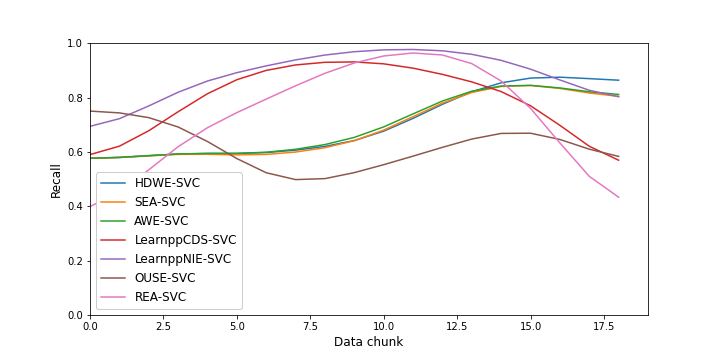 1.0
0.8
0.6
0.4
0.2
0.0
Recall
HDWE-SVC
SEA-SVC
AWE-SVC
LearnppCDS-SVC
LearnppNIE-SVC
OUSE-SVC
REA-SVC
0.0 2.5 5.0 7.5 10.0 12.5 15.0 17.5
Data chunk